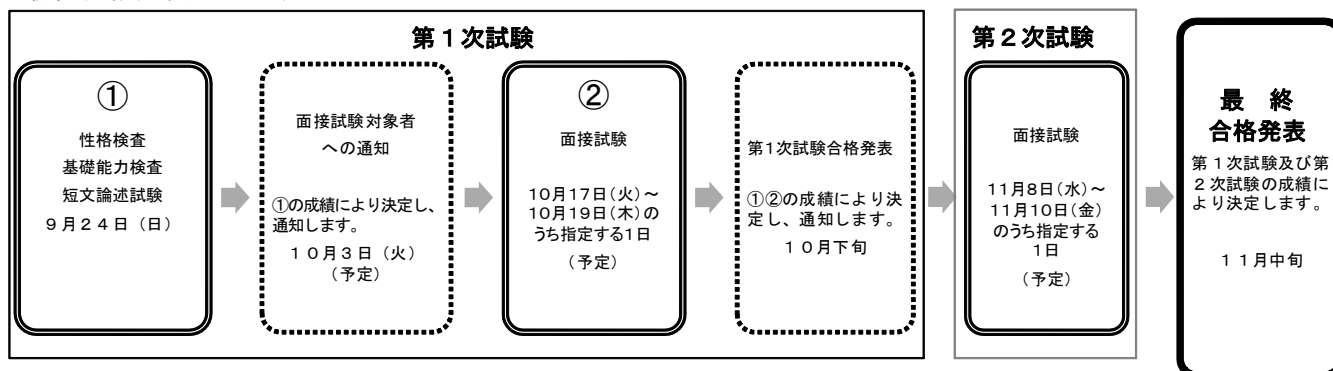 第1次試験
①
性格検査
基礎能力検査
短文論述試験
9月24日（日）
面接試験対象者
への通知
①の成績により決定し、
通知します。
10月3日（火）
（予定）
②
面接試験
10月17日(火)～
10月19日(木)の
うち指定する1日
（予定）
第1次試験合格発表
①②の成績により決
定し、通知します。
10月下旬
第2次試験
面接試験
11月8日(水)～
11月10日(金)
のうち指定する
1日
（予定）
最　終
合格発表
第1次試験及び第
2次試験の成績に
より決定します。
11月中旬